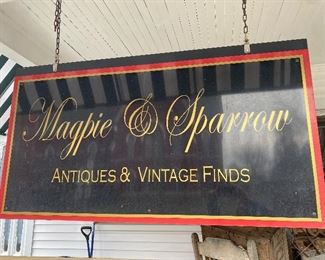 Magpie & Sparrow
ANTIQUES & VINTAGE FINDS